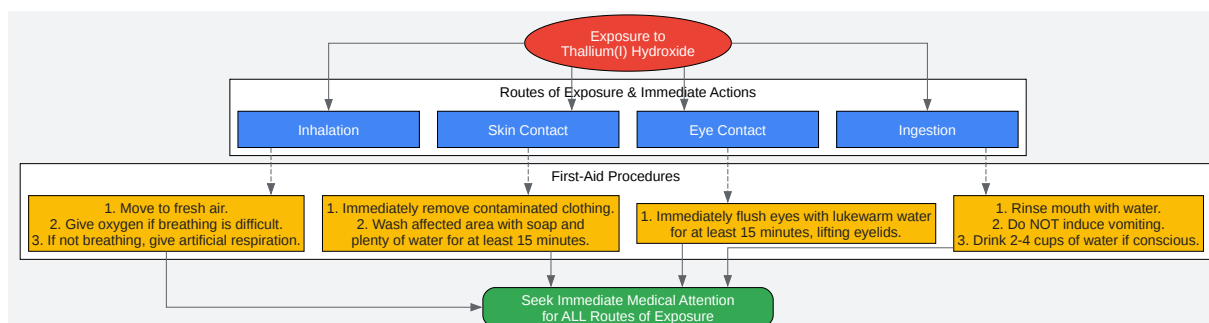 Exposure to
Thallium(I) Hydroxide
Routes of Exposure & Immediate Actions
Inhalation
Skin Contact
Eye Contact
Ingestion
First-Aid Procedures
1. Move to fresh air.
2. Give oxygen if breathing is difficult.
3. If not breathing, give artificial respiration.
1. Immediately remove contaminated clothing.
2. Wash affected area with soap and
plenty of water for at least 15 minutes.
1. Immediately flush eyes with lukewarm water
for at least 15 minutes, lifting eyelids.
1. Rinse mouth with water.
2. Do NOT induce vomiting.
3. Drink 2-4 cups of water if conscious.
Seek Immediate Medical Attention
for ALL Routes of Exposure